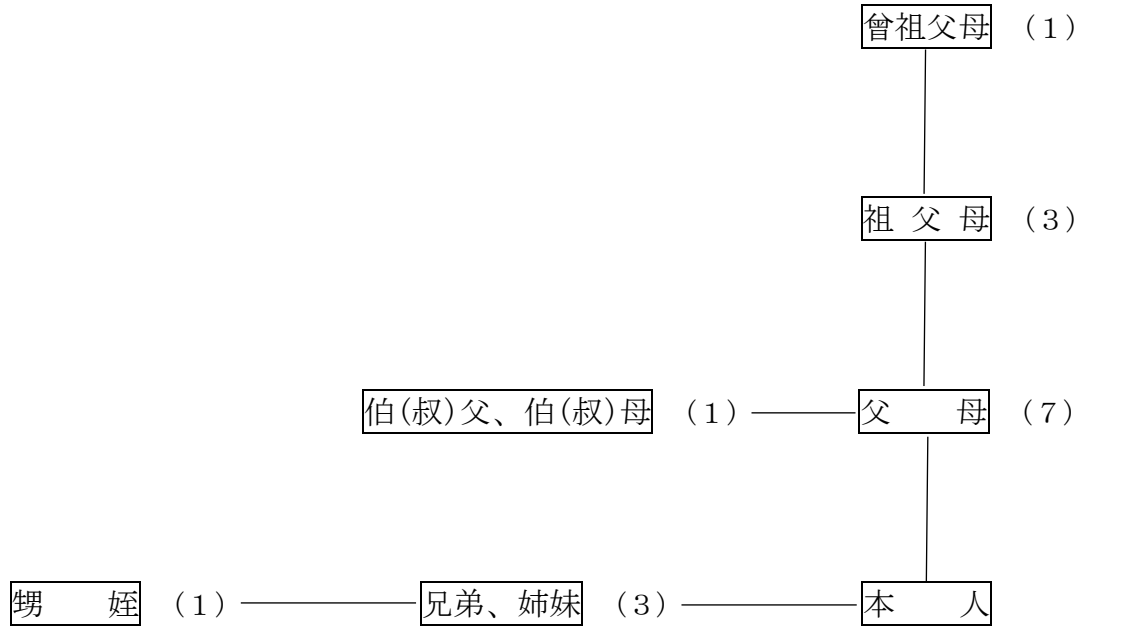 曾祖父母 （１）
祖 父 母 （３）
伯(叔)父、伯(叔)母 （１） 父　　母 （７）
甥　　姪 （１） 兄弟、姉妹 （３） 本　　人